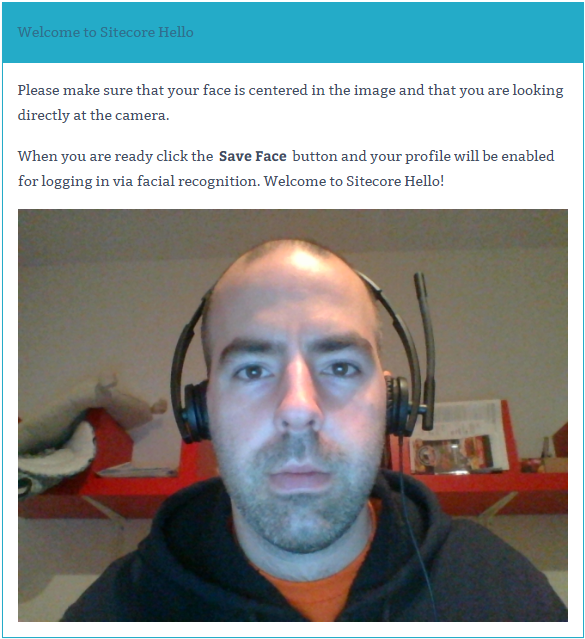 Welcome to Sitecore Hello
Please make sure that your face is centered in the image and that you are looking
directly at the camera.
When you are ready click the Save Face button and your profile will be enabled
for logging in via facial recognition. Welcome to Sitecore Hello!